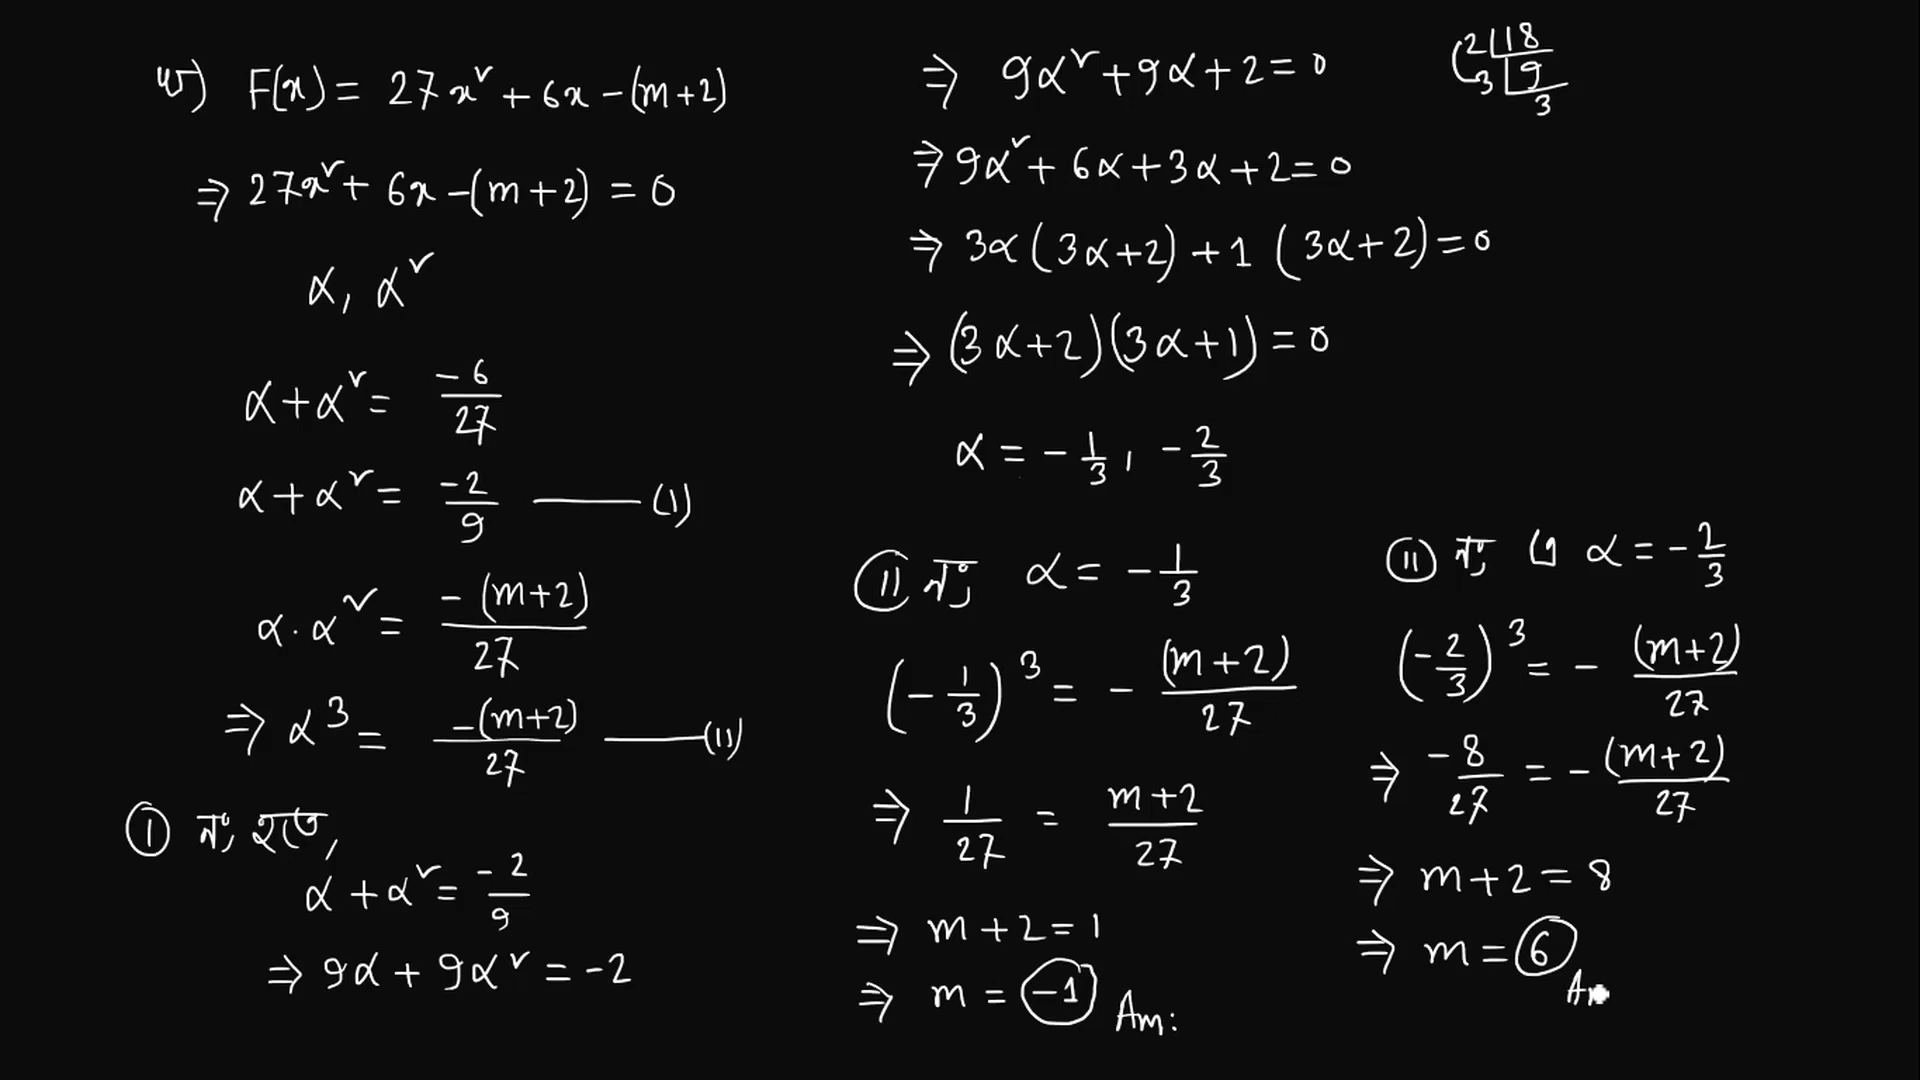 ঘ) F(x) = 27x² + 6x - (m+2)
⇒ 27x² + 6x - (m+2) = 0
α, α²
α + α² = -6/27
α + α² = -2/9 —— (I)
α · α² = -(m+2)/27
⇒ α³ = -(m+2)/27 —— (II)
(I) নং হতে,
α + α² = -2/9
⇒ 9α + 9α² = -2
⇒ 9α² + 9α + 2 = 0
2|18
3|9
3
⇒ 9α² + 6α + 3α + 2 = 0
⇒ 3α(3α+2) + 1(3α+2) = 0
⇒ (3α+2)(3α+1) = 0
α = -1/3, -2/3
(II) নং α = -1/3
(-1/3)³ = -(m+2)/27
⇒ 1/27 = m+2/27
⇒ m+2 = 1
⇒ m = -1 Am:
(II) নং এ α = -2/3
(-2/3)³ = -(m+2)/27
⇒ -8/27 = -(m+2)/27
⇒ m+2 = 8
⇒ m = 6
An